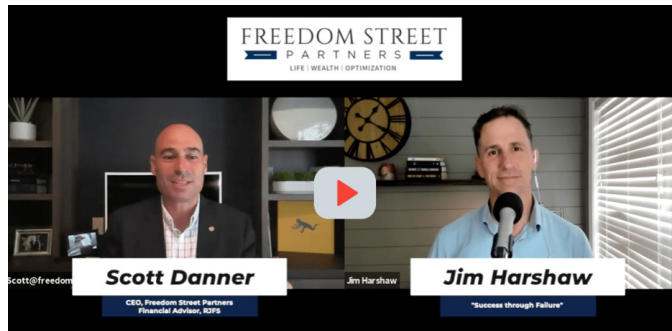 FREEDOM STREET
PARTNERS
LIFE | WEALTH | OPTIMIZATION
Scott@freedom
Scott Danner
CEO, Freedom Street Partners
Financial Advisor, RJFS
Jim Harshaw
Jim Harshaw
"Success through Failure"